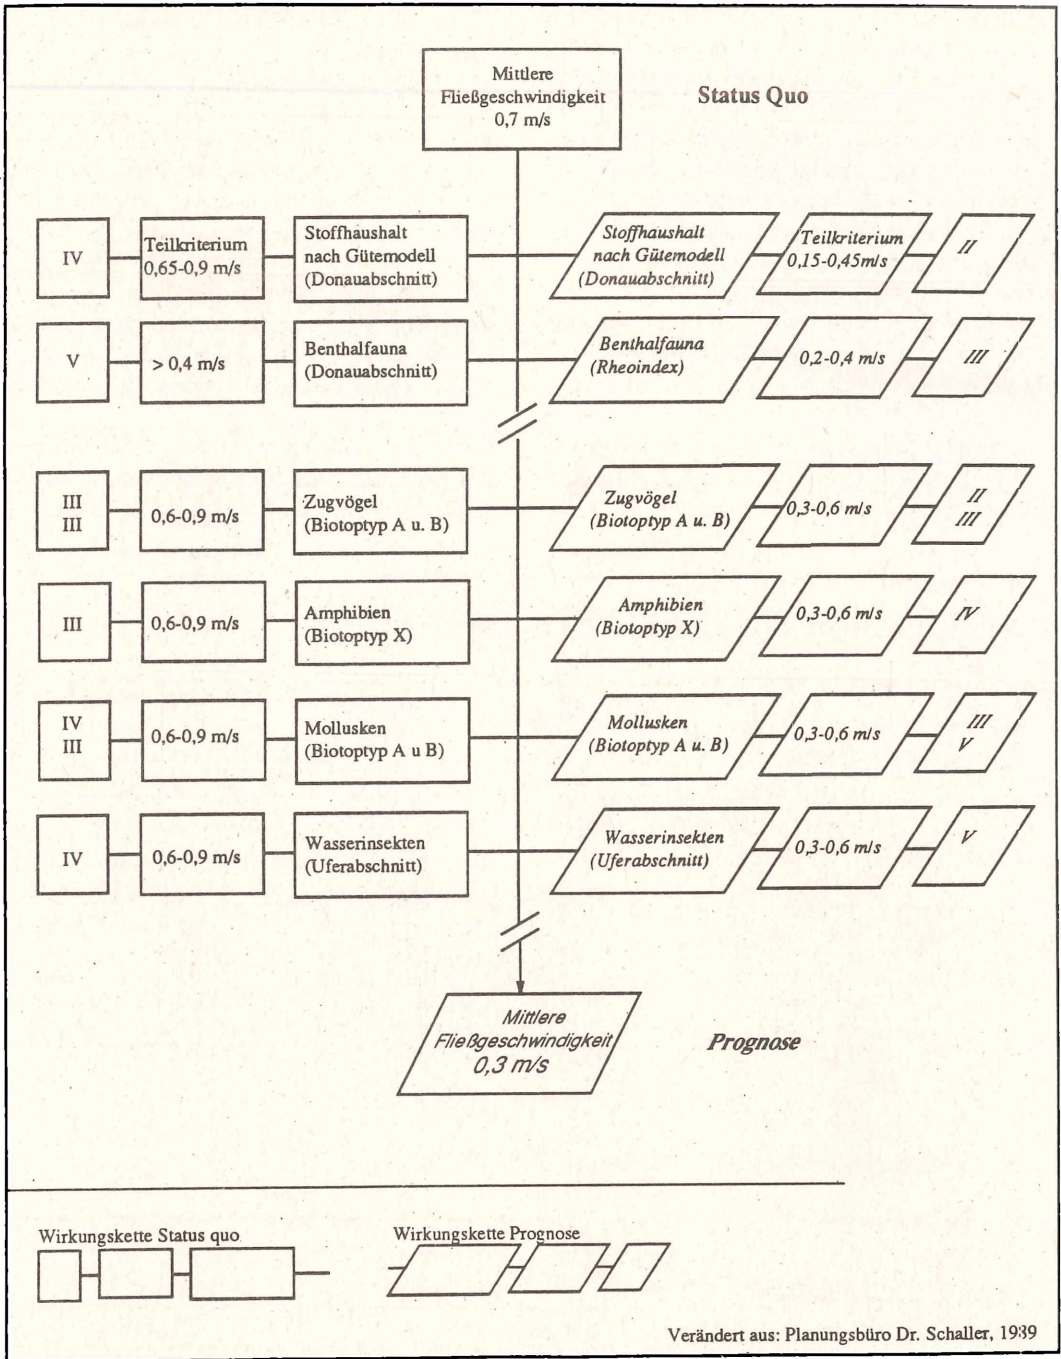 Mittlere
Fließgeschwindigkeit
0,7 m/s
Status Quo
IV
Teilkriterium
0,65-0,9 m/s
Stoffhaushalt
nach Gütemodell
(Donauabschnitt)
Stoffhaushalt
nach Gütemodell
(Donauabschnitt)
Teilkriterium
0,15-0,45m/s
II
V
> 0,4 m/s
Benthalfauna
(Donauabschnitt)
Benthalfauna
(Rheoindex)
0,2-0,4 m/s
III
III
III
0,6-0,9 m/s
Zugvögel
(Biotoptyp A u. B)
Zugvögel
(Biotoptyp A u. B)
0,3-0,6 m/s
II
III
III
0,6-0,9 m/s
Amphibien
(Biotoptyp X)
Amphibien
(Biotoptyp X)
0,3-0,6 m/s
IV
IV
III
0,6-0,9 m/s
Mollusken
(Biotoptyp A u B)
Mollusken
(Biotoptyp A u. B)
0,3-0,6 m/s
III
V
IV
0,6-0,9 m/s
Wasserinsekten
(Uferabschnitt)
Wasserinsekten
(Uferabschnitt)
0,3-0,6 m/s
V
Mittlere
Fließgeschwindigkeit
0,3 m/s
Prognose
Wirkungskette Status quo
Wirkungskette Prognose
Verändert aus: Planungsbüro Dr. Schaller, 1989